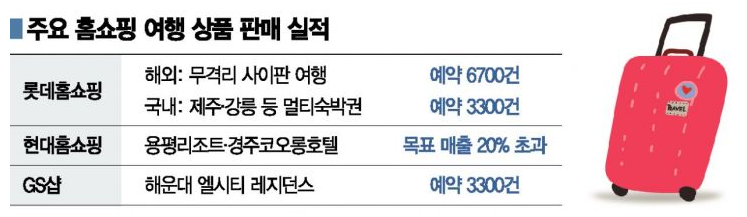 주요 홈쇼핑 여행 상품 판매 실적
롯데홈쇼핑 해외: 무격리 사이판 여행 예약 6700건
국내: 제주·강릉 등 멀티숙박권 예약 3300건
현대홈쇼핑 용평리조트·경주코오롱호텔 목표 매출 20% 초과
GS샵 해운대 엘시티 레지던스 예약 3300건
TRAVEL